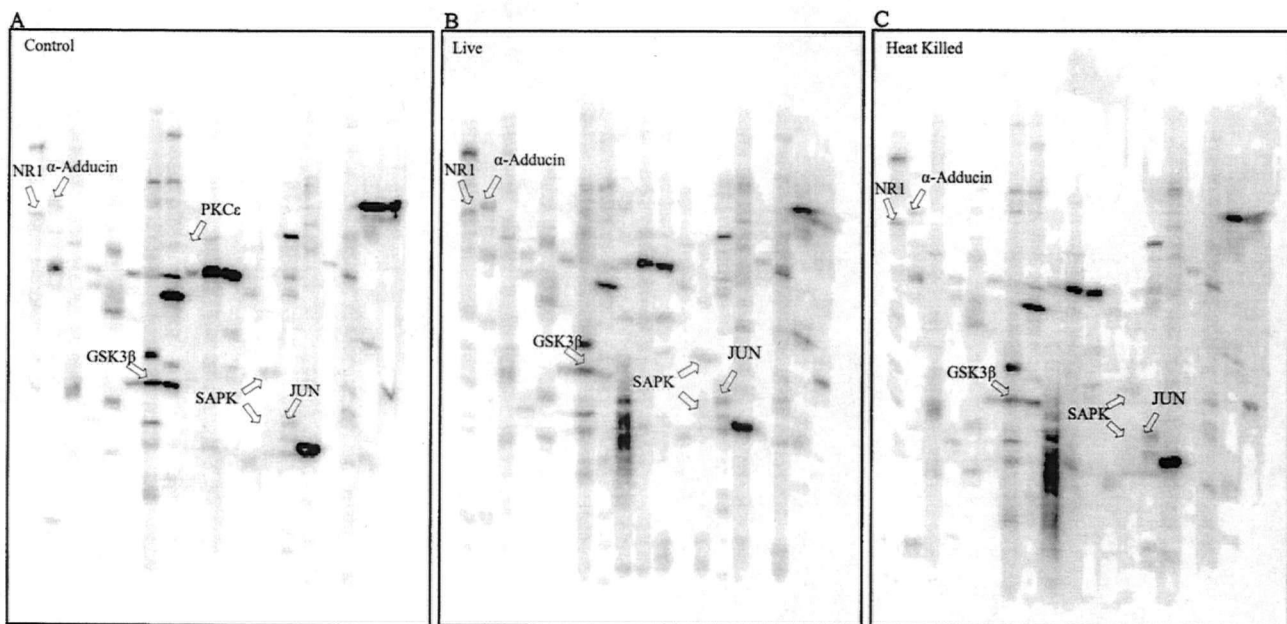 A
Control
NR1
α-Adducin
PKCε
GSK3β
SAPK
JUN
B
Live
NR1
α-Adducin
GSK3β
SAPK
JUN
C
Heat Killed
NR1
α-Adducin
GSK3β
SAPK
JUN